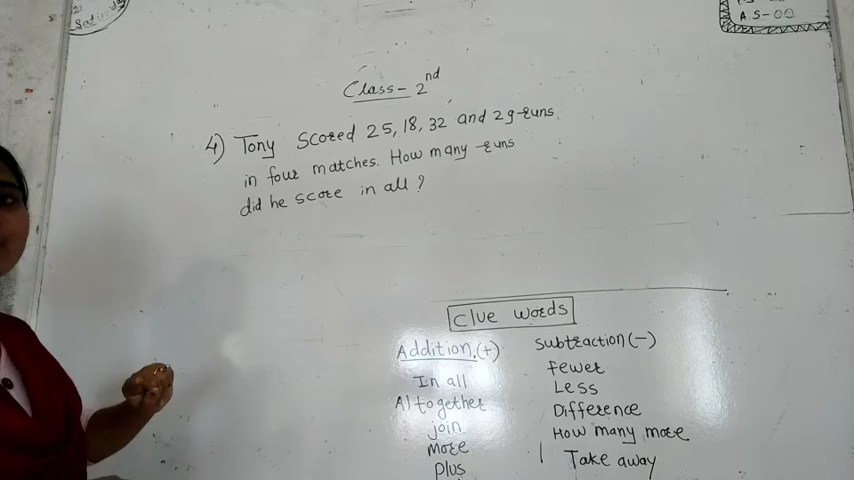 A.S-00
Class- 2nd
4) Tony Scored 25, 18, 32 and 29-runs
in four matches. How many -runs
did he score in all ?
Clue words
Addition.(+)
In all
Altogether
join
more
plus
Subtraction(-)
fewer
Less
Difference
How many more
Take away